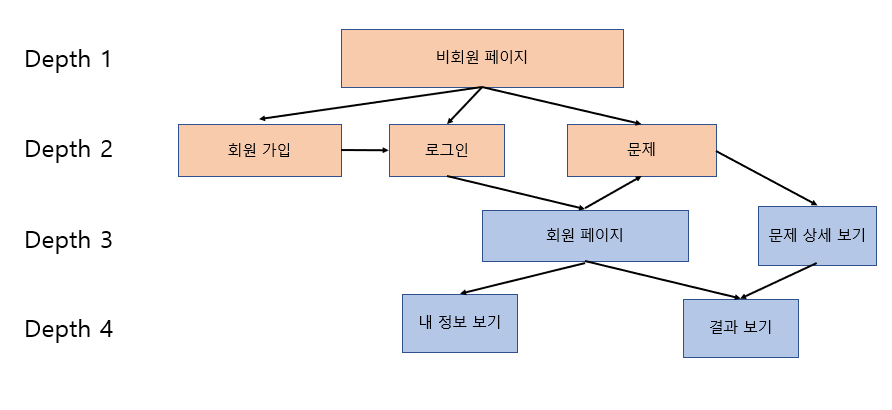 Depth 1
비회원 페이지
Depth 2
회원 가입
로그인
문제
Depth 3
회원 페이지
문제 상세 보기
Depth 4
내 정보 보기
결과 보기